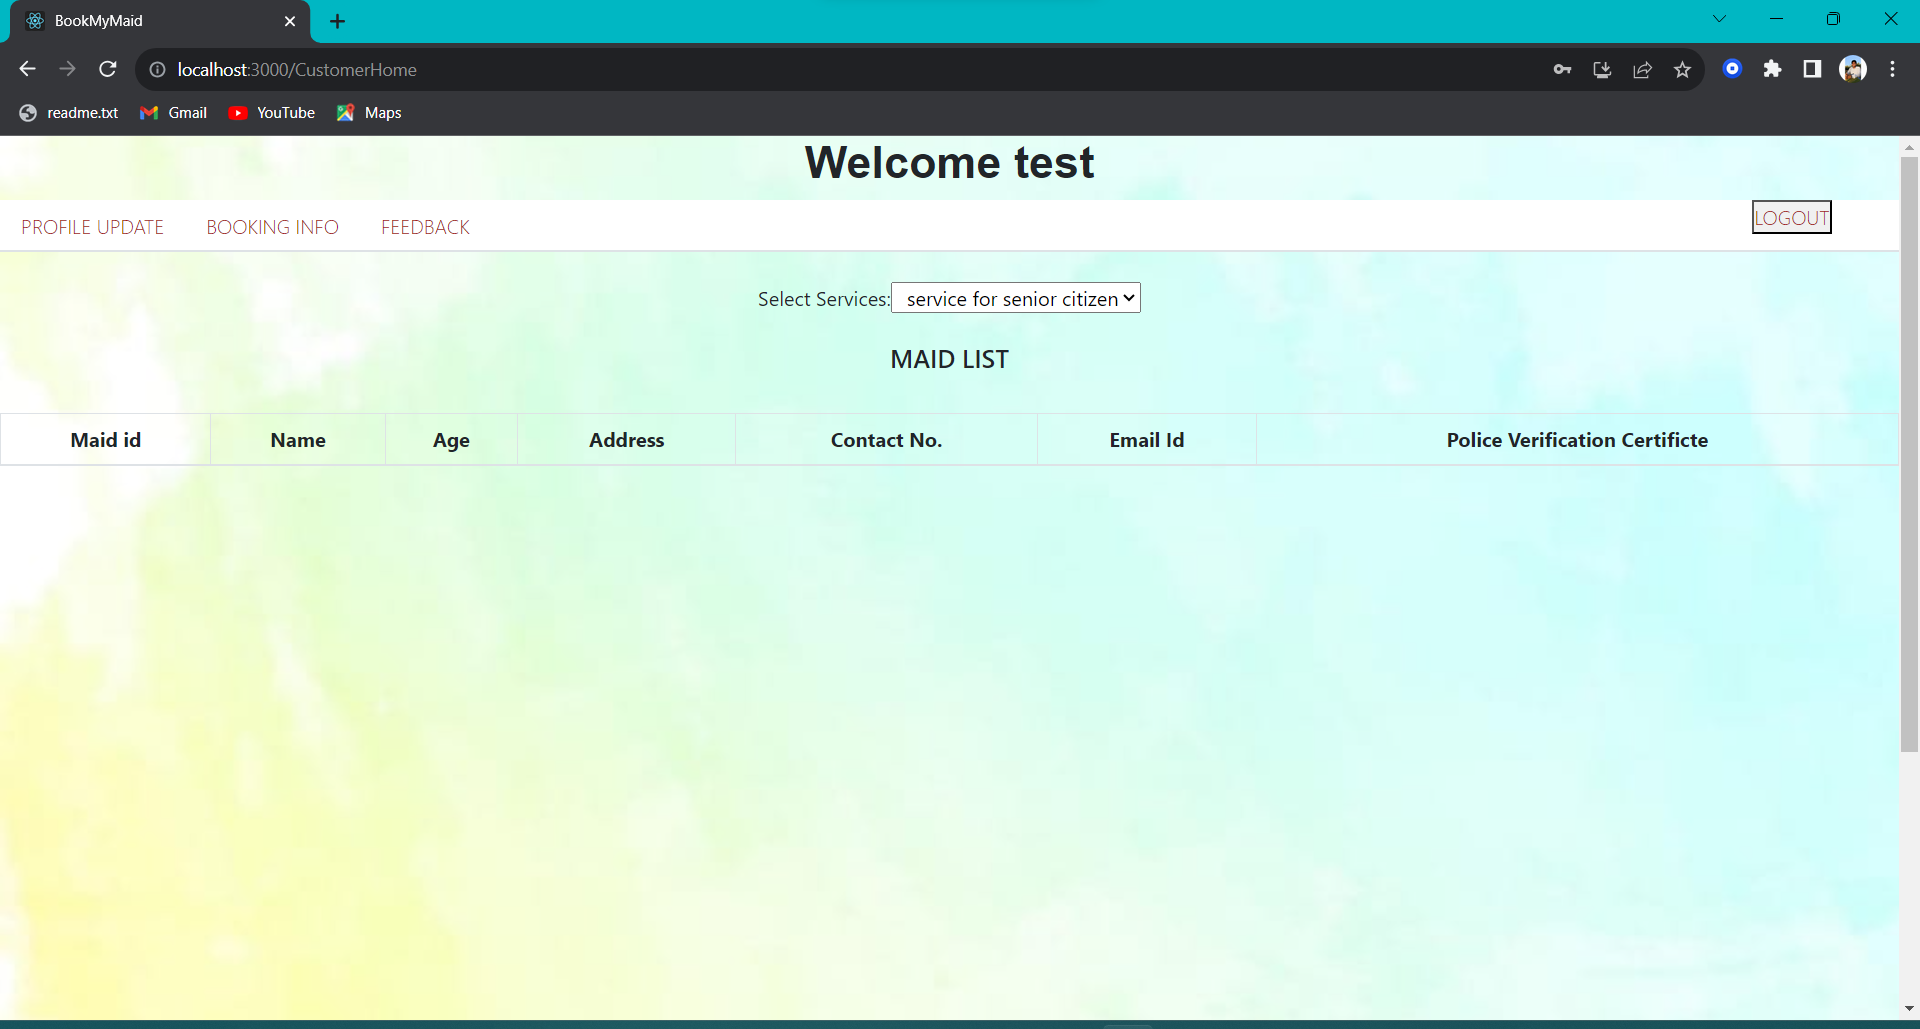 BookMyMaid
localhost:3000/CustomerHome
readme.txt Gmail YouTube Maps
Welcome test
PROFILE UPDATE BOOKING INFO FEEDBACK LOGOUT
Select Services: service for senior citizen
MAID LIST
Maid id Name Age Address Contact No. Email Id Police Verification Certificte